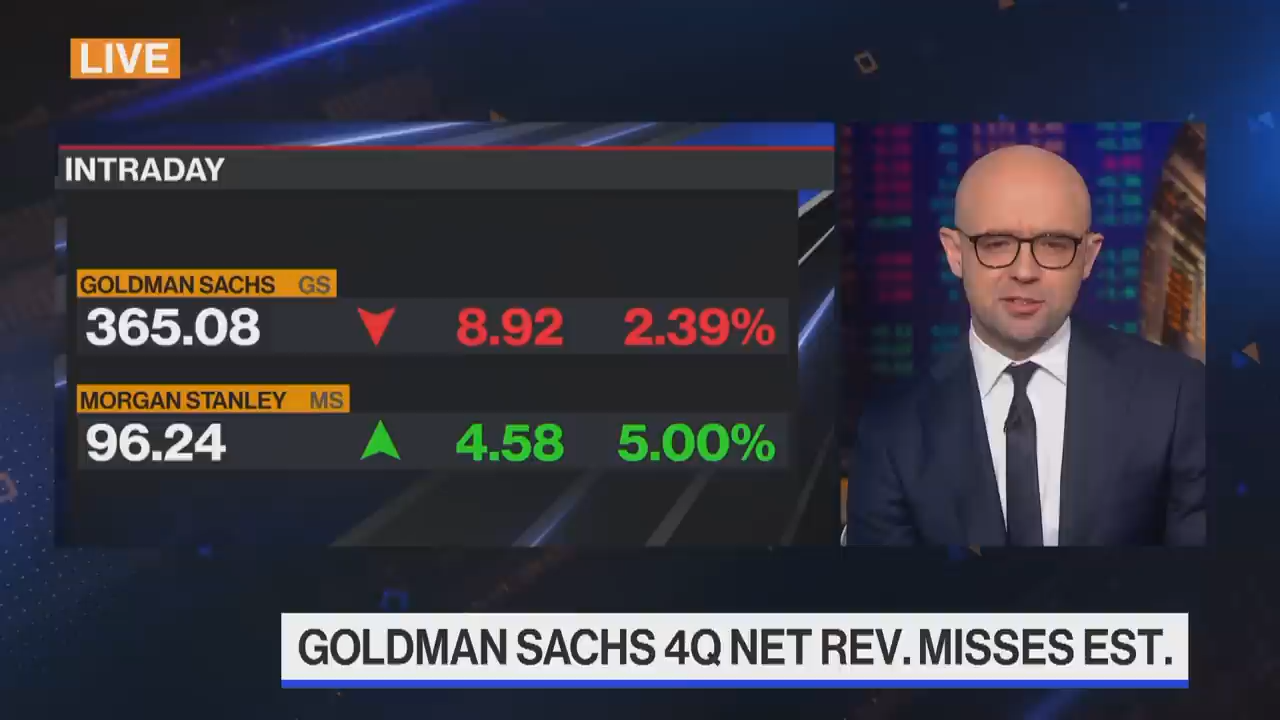 LIVE
INTRADAY
GOLDMAN SACHS GS
365.08 8.92 2.39%
MORGAN STANLEY MS
96.24 4.58 5.00%
GOLDMAN SACHS 4Q NET REV. MISSES EST.